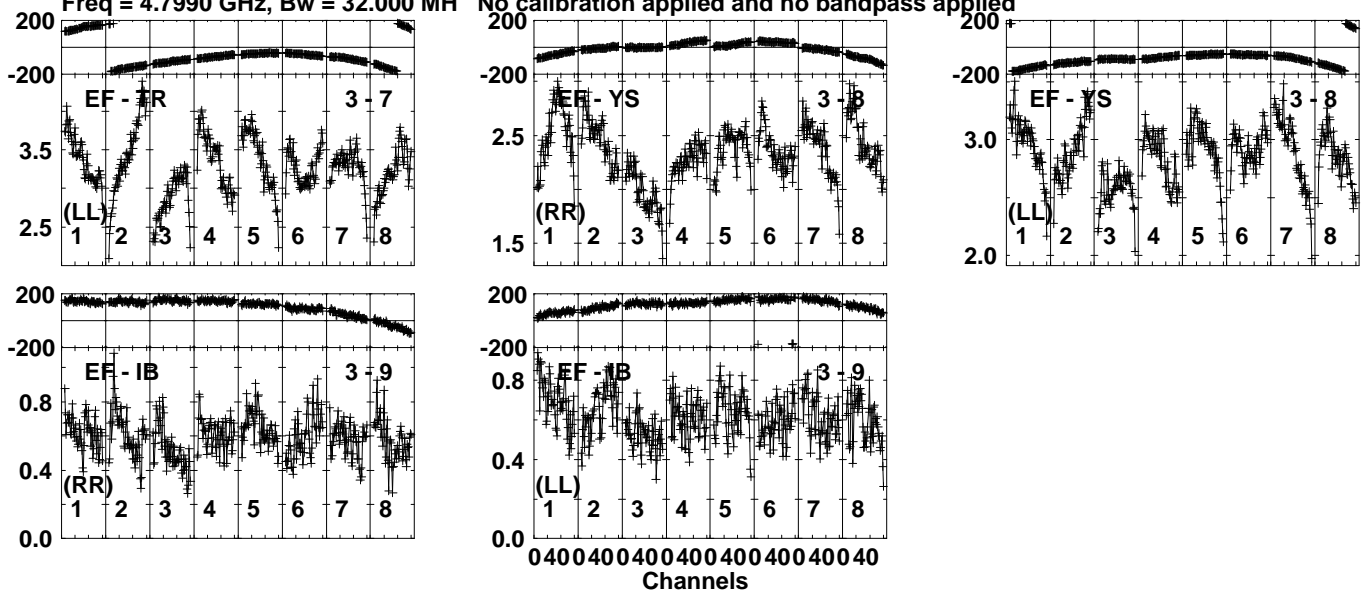 Freq = 4.7990 GHz, Bw = 32.000 MH No calibration applied and no bandpass applied
200
-200
EF - TR 3 - 7
3.5
2.5
(LL)
1 2 3 4 5 6 7 8
200
-200
EF - YS 3 - 8
2.5
1.5
(RR)
1 2 3 4 5 6 7 8
200
-200
EF - YS 3 - 8
3.0
2.0
(LL)
1 2 3 4 5 6 7 8
200
-200
EF - IB 3 - 9
0.8
0.4
0.0
(RR)
1 2 3 4 5 6 7 8
200
-200
EF - IB 3 - 9
0.8
0.4
0.0
(LL)
1 2 3 4 5 6 7 8
0 40 0 40 0 40 0 40 0 40 0 40 0 40 0 40
Channels